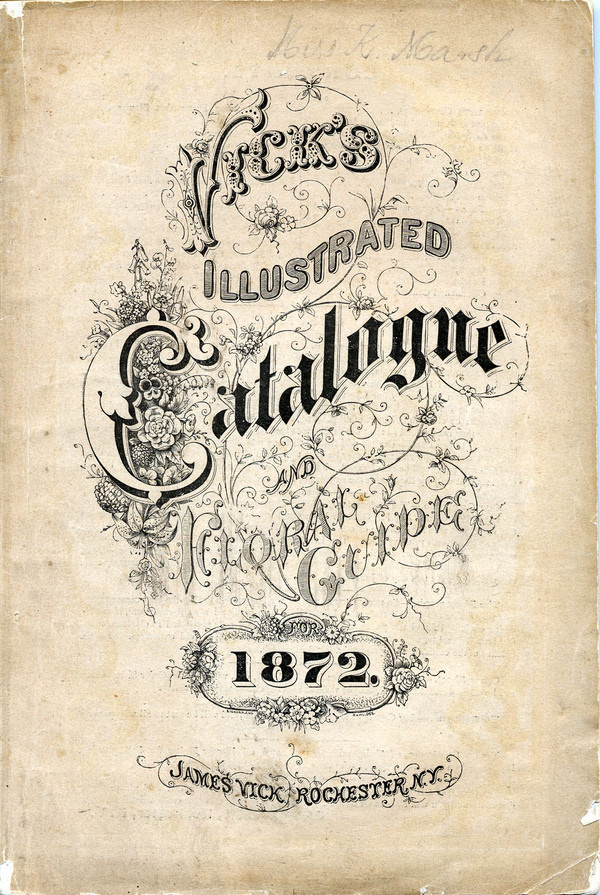 Miss K. Marsh
VICK'S
ILLUSTRATED
Catalogue
AND
FLORAL
GUIDE
FOR
1872.
JAMES VICK ROCHESTER N.Y.